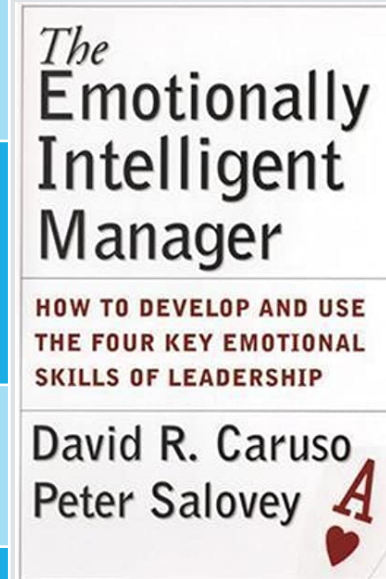 The
Emotionally
Intelligent
Manager
HOW TO DEVELOP AND USE
THE FOUR KEY EMOTIONAL
SKILLS OF LEADERSHIP
David R. Caruso
Peter Salovey
A